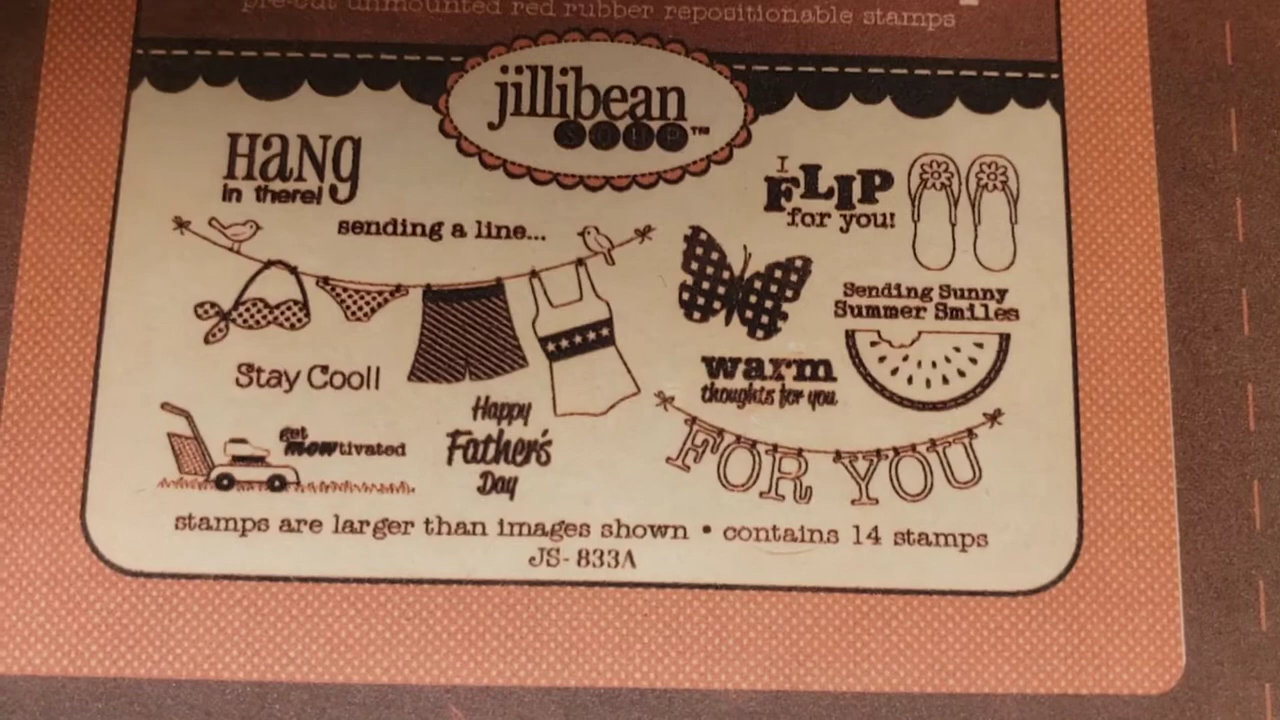 pre-cut unmounted red rubber repositionable stamps
jillibean
SOUP™
HANg
in there!
sending a line...
I
FLIP
for you!
Sending Sunny
Summer Smiles
Stay Cool!
warm
thoughts for you
get
mowtivated
Happy
Father's
Day
FOR YOU
stamps are larger than images shown • contains 14 stamps
JS-833A